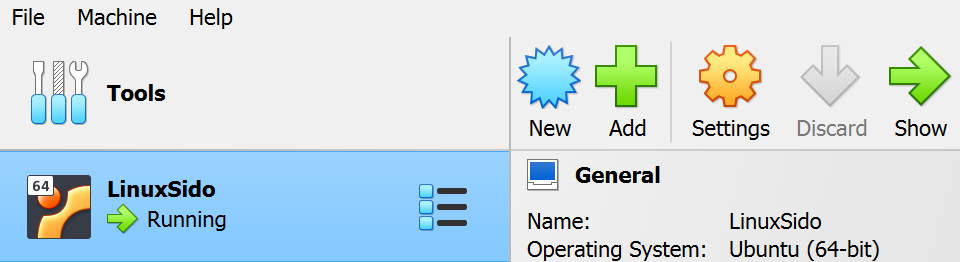 File Machine Help
Tools
New Add Settings Discard Show
64
LinuxSido
Running
General
Name: LinuxSido
Operating System: Ubuntu (64-bit)